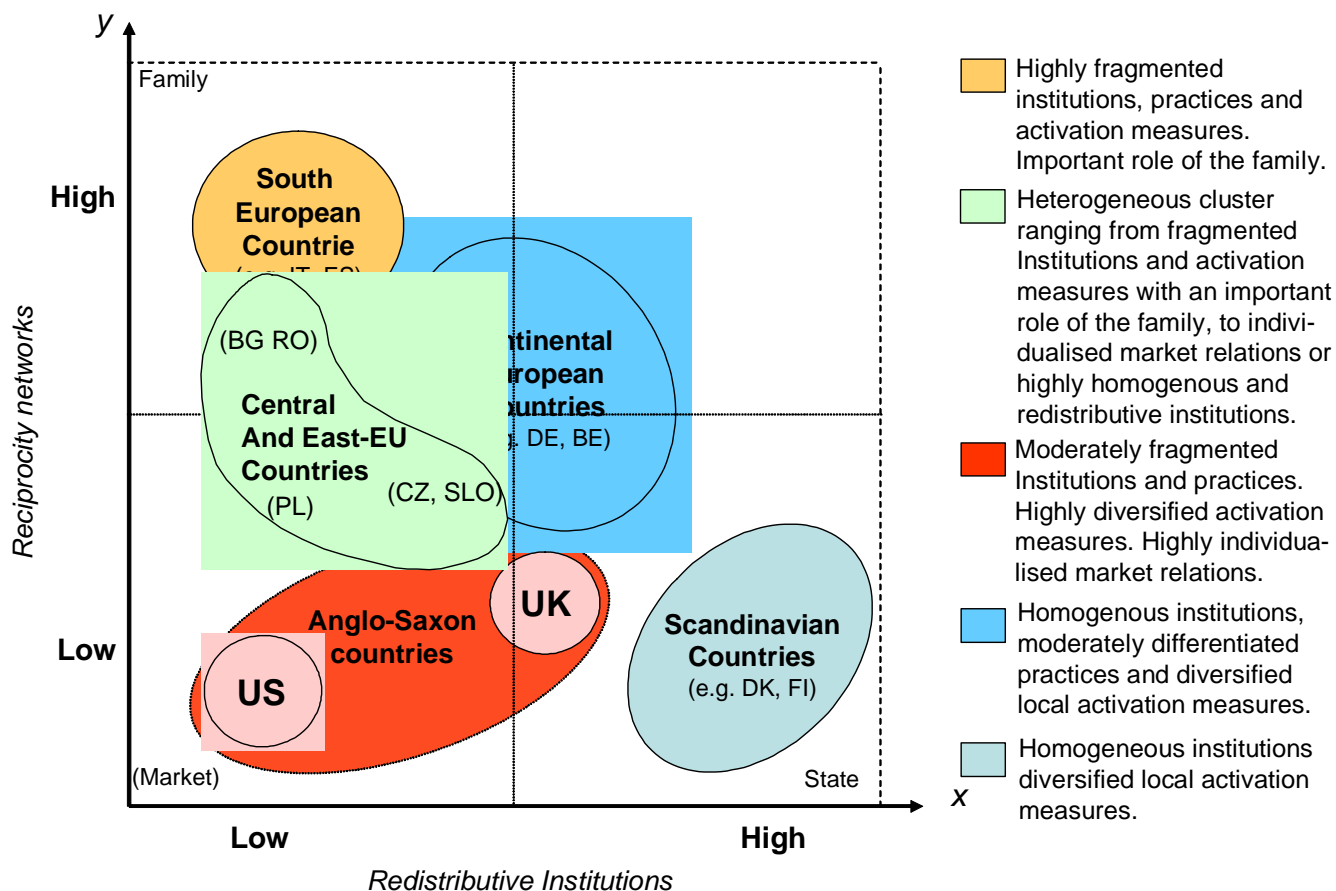 y
Family
High
Low
Reciprocity networks
South
European
Countrie
(BG RO)
Central
And East-EU
Countries
(PL)
(CZ, SLO)
ntinental
uropean
ountries
g. DE, BE)
UK
Anglo-Saxon
countries
US
Scandinavian
Countries
(e.g. DK, FI)
(Market)
State
x
Low
High
Redistributive Institutions
Highly fragmented
institutions, practices and
activation measures.
Important role of the family.
Heterogeneous cluster
ranging from fragmented
Institutions and activation
measures with an important
role of the family, to indivi-
dualised market relations or
highly homogenous and
redistributive institutions.
Moderately fragmented
Institutions and practices.
Highly diversified activation
measures. Highly individua-
lised market relations.
Homogenous institutions,
moderately differentiated
practices and diversified
local activation measures.
Homogeneous institutions
diversified local activation
measures.